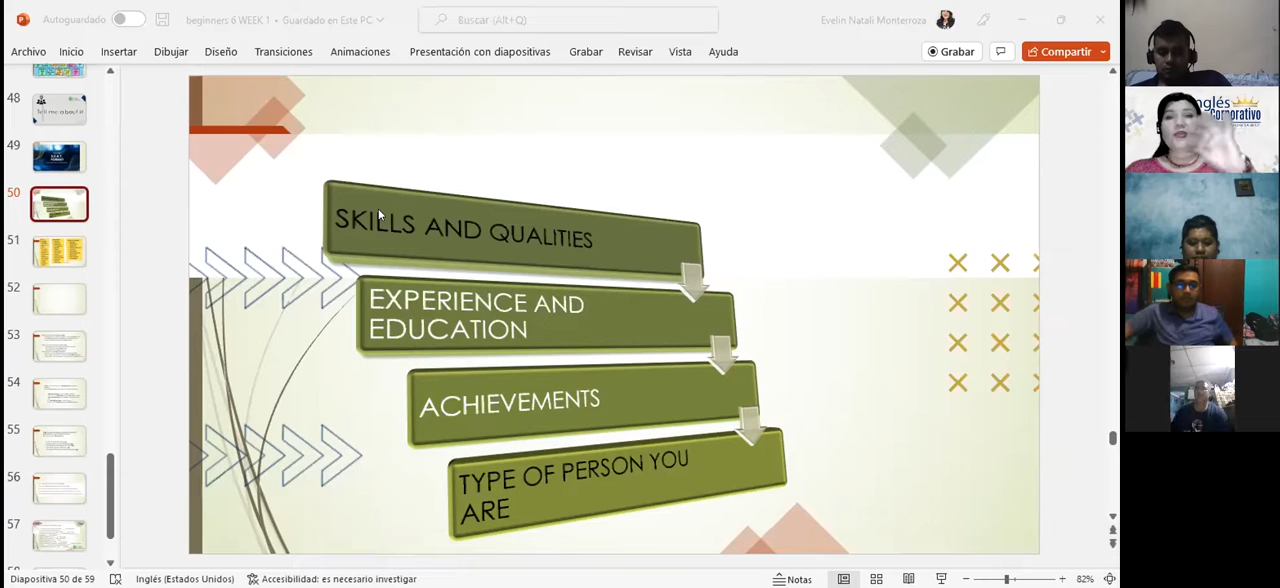 Autoguardado
beginners 6 WEEK 1 • Guardado en Este PC
Buscar (Alt+Q)
Evelin Natali Monterroza
Archivo Inicio Insertar Dibujar Diseño Transiciones Animaciones Presentación con diapositivas Grabar Revisar Vista Ayuda
Grabar
Compartir
48
49
50
51
52
53
54
55
56
57
SKILLS AND QUALITIES
EXPERIENCE AND
EDUCATION
ACHIEVEMENTS
TYPE OF PERSON YOU
ARE
Inglés
Corporativo
Diapositiva 50 de 59
Inglés (Estados Unidos)
Accesibilidad: es necesario investigar
Notas
82%